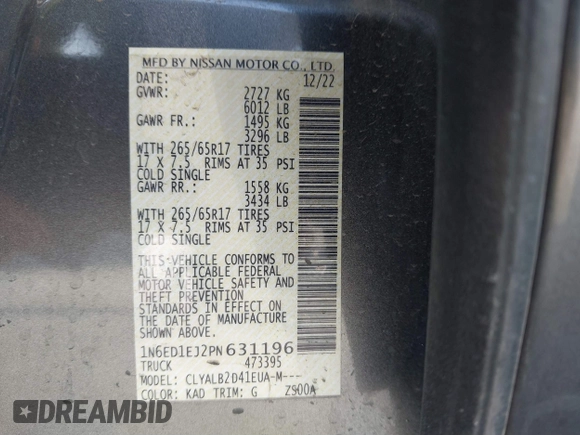 MFD BY NISSAN MOTOR CO., LTD.
DATE: 12/22
GVWR: 2727 KG
6012 LB
GAWR FR.: 1495 KG
3296 LB
WITH 265/65R17 TIRES
17 X 7.5 RIMS AT 35 PSI
COLD SINGLE
GAWR RR.: 1558 KG
3434 LB
WITH 265/65R17 TIRES
17 X 7.5 RIMS AT 35 PSI
COLD SINGLE
THIS VEHICLE CONFORMS TO
ALL APPLICABLE FEDERAL
MOTOR VEHICLE SAFETY AND
THEFT PREVENTION
STANDARDS IN EFFECT ON
THE DATE OF MANUFACTURE
SHOWN ABOVE.
1N6ED1EJ2PN631196
TRUCK 473395
MODEL: CLYALB2D41EUA-M---
COLOR: KAD TRIM: G ZS00A
DREAMBID